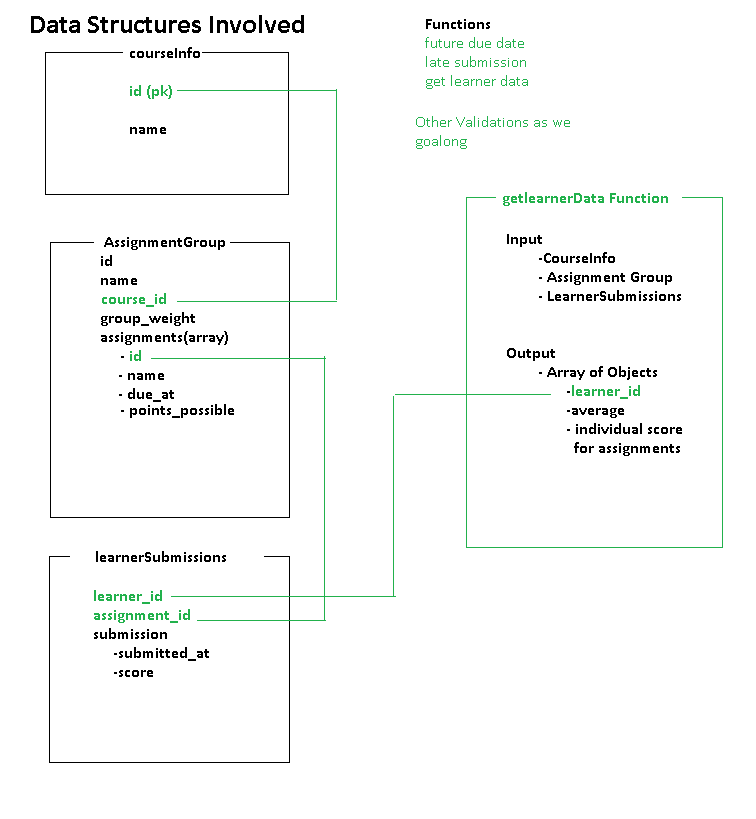 Data Structures Involved
courseInfo
id (pk)
name
AssignmentGroup
id
name
course_id
group_weight
assignments(array)
- id
- name
- due_at
- points_possible
learnerSubmissions
learner_id
assignment_id
submission
-submitted_at
-score
Functions
future due date
late submission
get learner data
Other Validations as we
goalong
getlearnerData Function
Input
-CourseInfo
- Assignment Group
- LearnerSubmissions
Output
- Array of Objects
-learner_id
-average
- individual score
for assignments